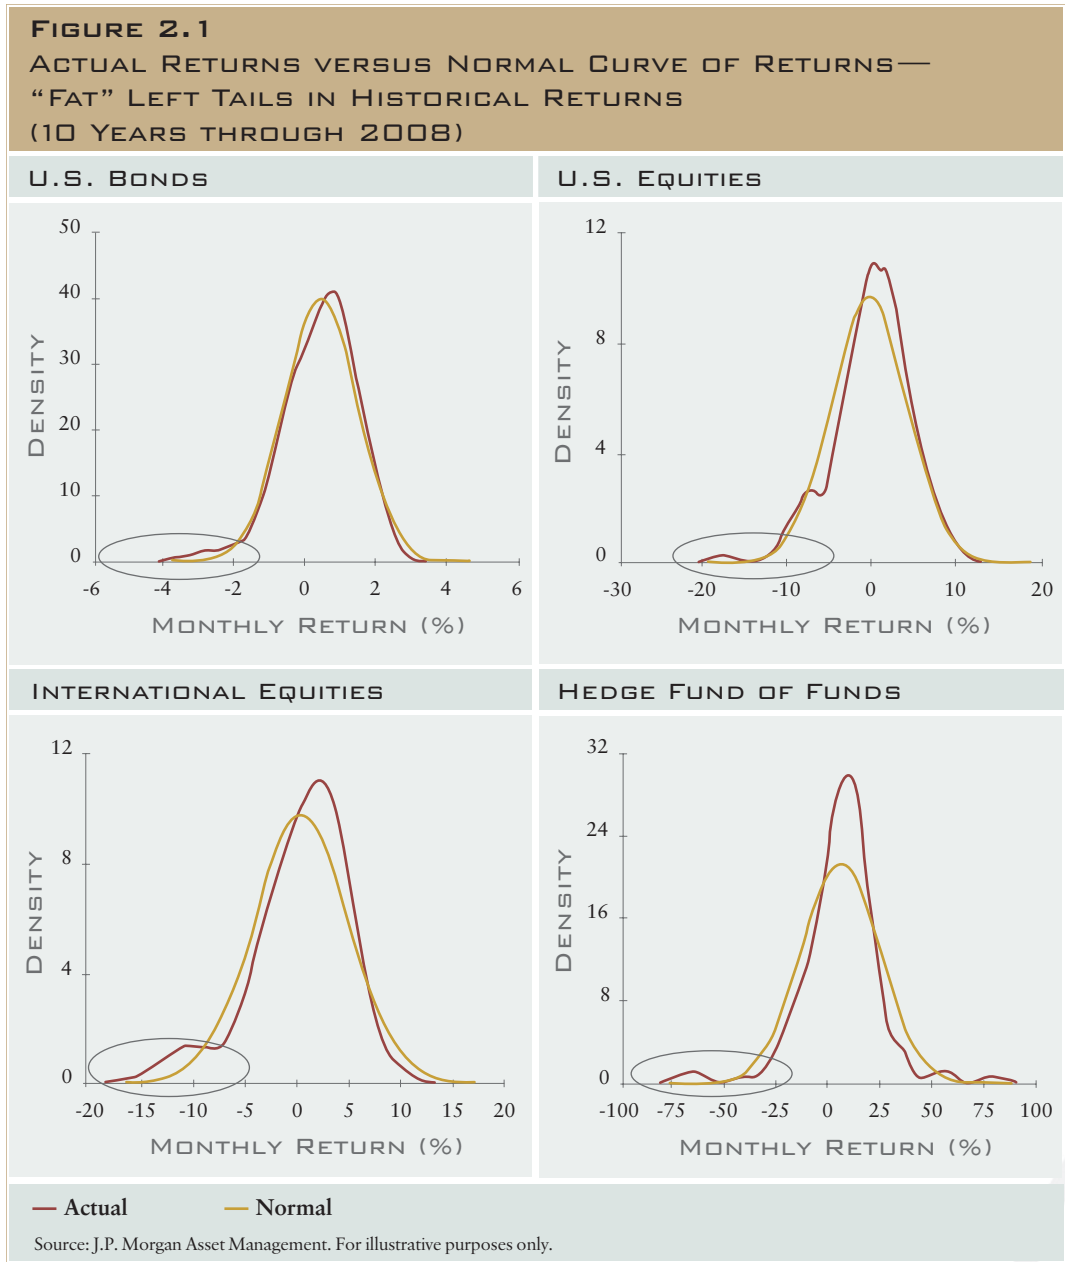 FIGURE 2.1
ACTUAL RETURNS VERSUS NORMAL CURVE OF RETURNS—
“FAT” LEFT TAILS IN HISTORICAL RETURNS
(10 YEARS THROUGH 2008)
U.S. BONDS
50
40
30
20
10
0
DENSITY
-6 -4 -2 0 2 4 6
MONTHLY RETURN (%)
U.S. EQUITIES
12
8
4
0
DENSITY
-30 -20 -10 0 10 20
MONTHLY RETURN (%)
INTERNATIONAL EQUITIES
12
8
4
0
DENSITY
-20 -15 -10 -5 0 5 10 15 20
MONTHLY RETURN (%)
HEDGE FUND OF FUNDS
32
24
16
8
0
DENSITY
-100 -75 -50 -25 0 25 50 75 100
MONTHLY RETURN (%)
Actual Normal
Source: J.P. Morgan Asset Management. For illustrative purposes only.